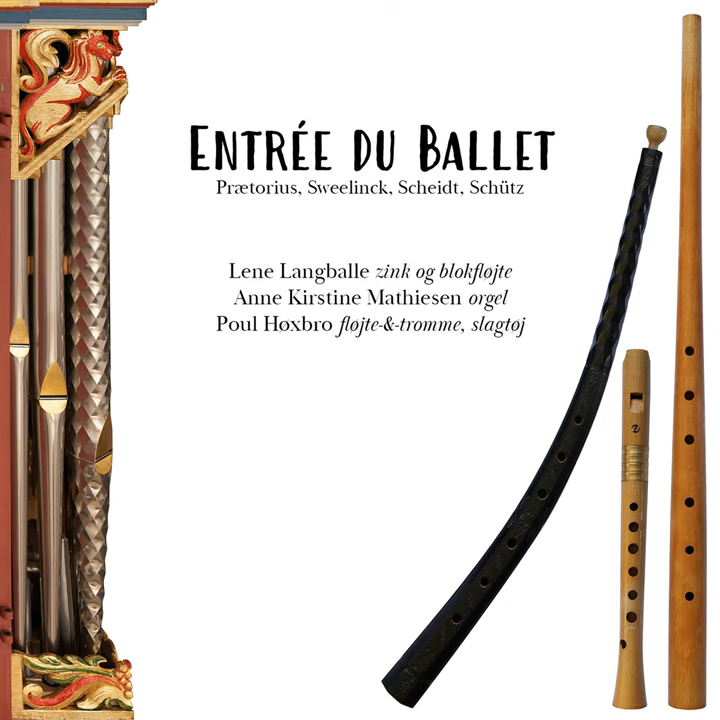 Entrée du Ballet
Prætorius, Sweelinck, Scheidt, Schütz
Lene Langballe zink og blokfløjte
Anne Kirstine Mathiesen orgel
Poul Høxbro fløjte-&-tromme, slagtøj